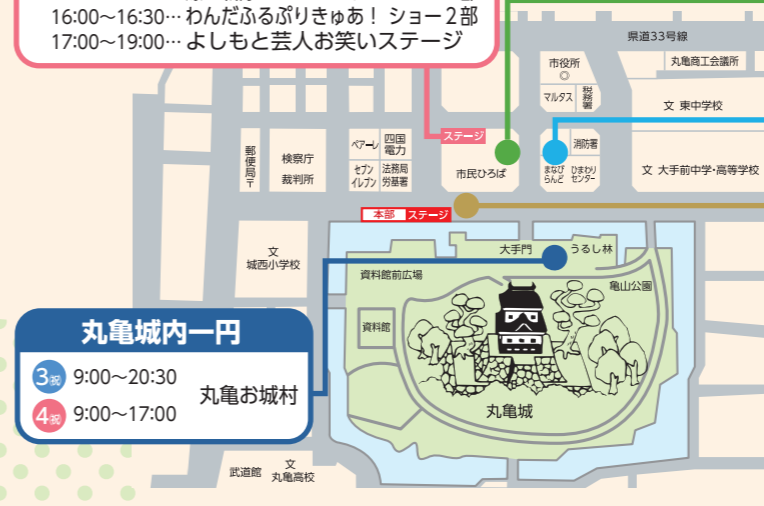 16:00〜16:30… わんだふるぷりきゅあ！ ショー２部
17:00〜19:00… よしもと芸人お笑いステージ
県道33号線
市役所
◎
丸亀商工会議所
マルタス
税務署
文 東中学校
ステージ
郵便局〒
検察庁
裁判所
ペアーレ
四国電力
セブンイレブン
法務局
労基署
市民ひろば
消防署
まなびらんど
ひまわりセンター
文 大手前中学・高等学校
本部 ステージ
文
城西小学校
大手門
うるし林
資料館前広場
亀山公園
資料館
丸亀城
丸亀城内一円
3㊗ 9:00〜20:30
4㊗ 9:00〜17:00
丸亀お城村
武道館
文
丸亀高校